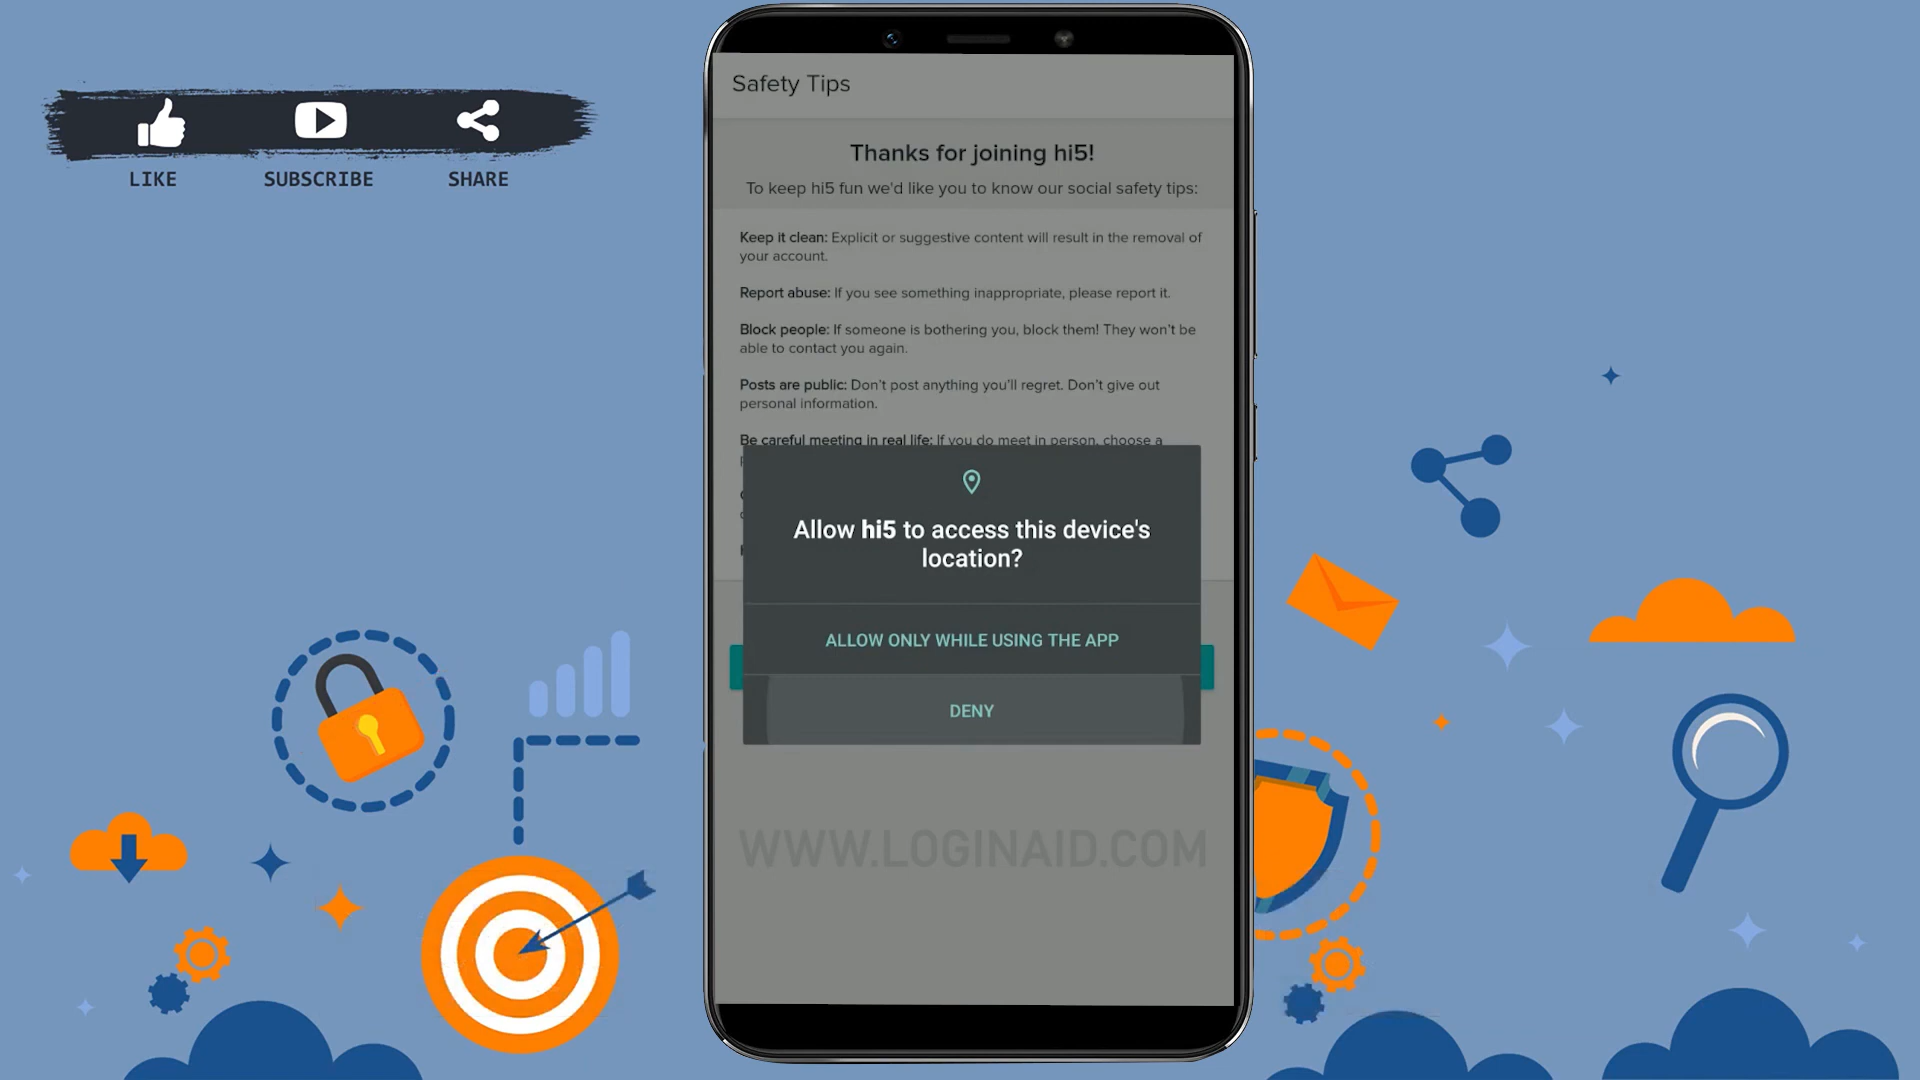 LIKE
SUBSCRIBE
SHARE
Safety Tips
Thanks for joining hi5!
To keep hi5 fun we'd like you to know our social safety tips:
Keep it clean: Explicit or suggestive content will result in the removal of
your account.
Report abuse: If you see something inappropriate, please report it.
Block people: If someone is bothering you, block them! They won't be
able to contact you again.
Posts are public: Don't post anything you'll regret. Don't give out
personal information.
Be careful meeting in real life: If you do meet in person, choose a
Allow hi5 to access this device's
location?
ALLOW ONLY WHILE USING THE APP
DENY
WWW.LOGINAID.COM